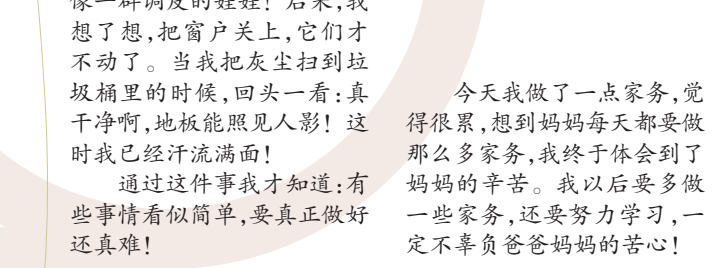 像一群调皮的娃娃！后来，我
想了想，把窗户关上，它们才
不动了。当我把灰尘扫到垃
圾桶里的时候，回头一看：真
干净啊，地板能照见人影！这
时我已经汗流满面！
通过这件事我才知道：有
些事情看似简单，要真正做好
还真难！
今天我做了一点家务，觉
得很累，想到妈妈每天都要做
那么多家务，我终于体会到了
妈妈的辛苦。我以后要多做
一些家务，还要努力学习，一
定不辜负爸爸妈妈的苦心！